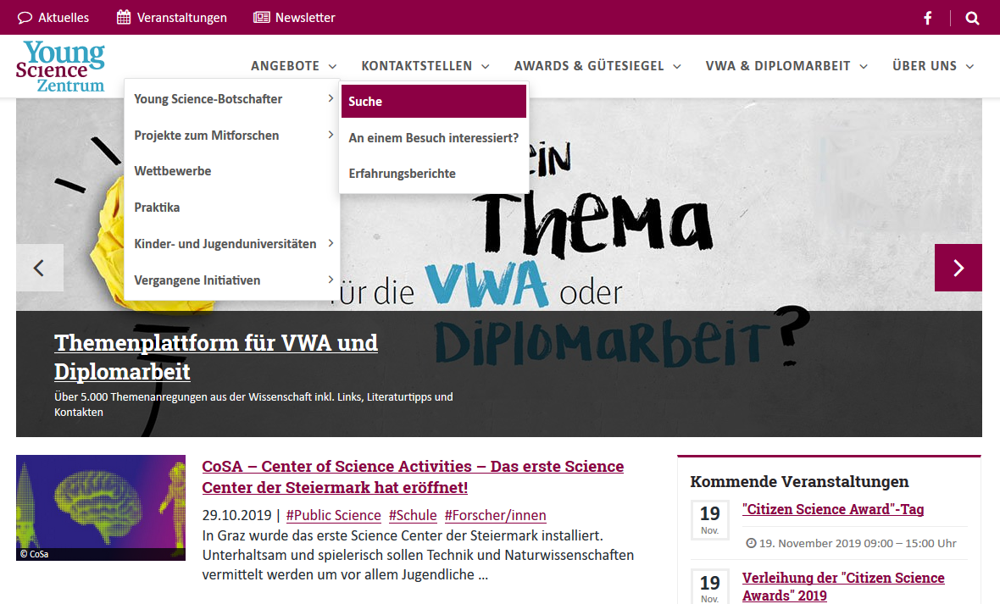 Aktuelles Veranstaltungen Newsletter
Young
Science
Zentrum
ANGEBOTE KONTAKTSTELLEN AWARDS & GÜTESIEGEL VWA & DIPLOMARBEIT ÜBER UNS
Young Science-Botschafter
Projekte zum Mitforschen
Wettbewerbe
Praktika
Kinder- und Jugenduniversitäten
Vergangene Initiativen
Suche
An einem Besuch interessiert?
Erfahrungsberichte
EIN
THEMA
für die VWA oder
DIPLOMARBEIT?
Themenplattform für VWA und
Diplomarbeit
Über 5.000 Themenanregungen aus der Wissenschaft inkl. Links, Literaturtipps und
Kontakten
© CoSa
CoSA – Center of Science Activities – Das erste Science
Center der Steiermark hat eröffnet!
29.10.2019 | #Public Science #Schule #Forscher/innen
In Graz wurde das erste Science Center der Steiermark installiert.
Unterhaltsam und spielerisch sollen Technik und Naturwissenschaften
vermittelt werden um vor allem Jugendliche ...
Kommende Veranstaltungen
19
Nov.
"Citizen Science Award"-Tag
19. November 2019 09:00 – 15:00 Uhr
19
Nov.
Verleihung der "Citizen Science
Awards" 2019